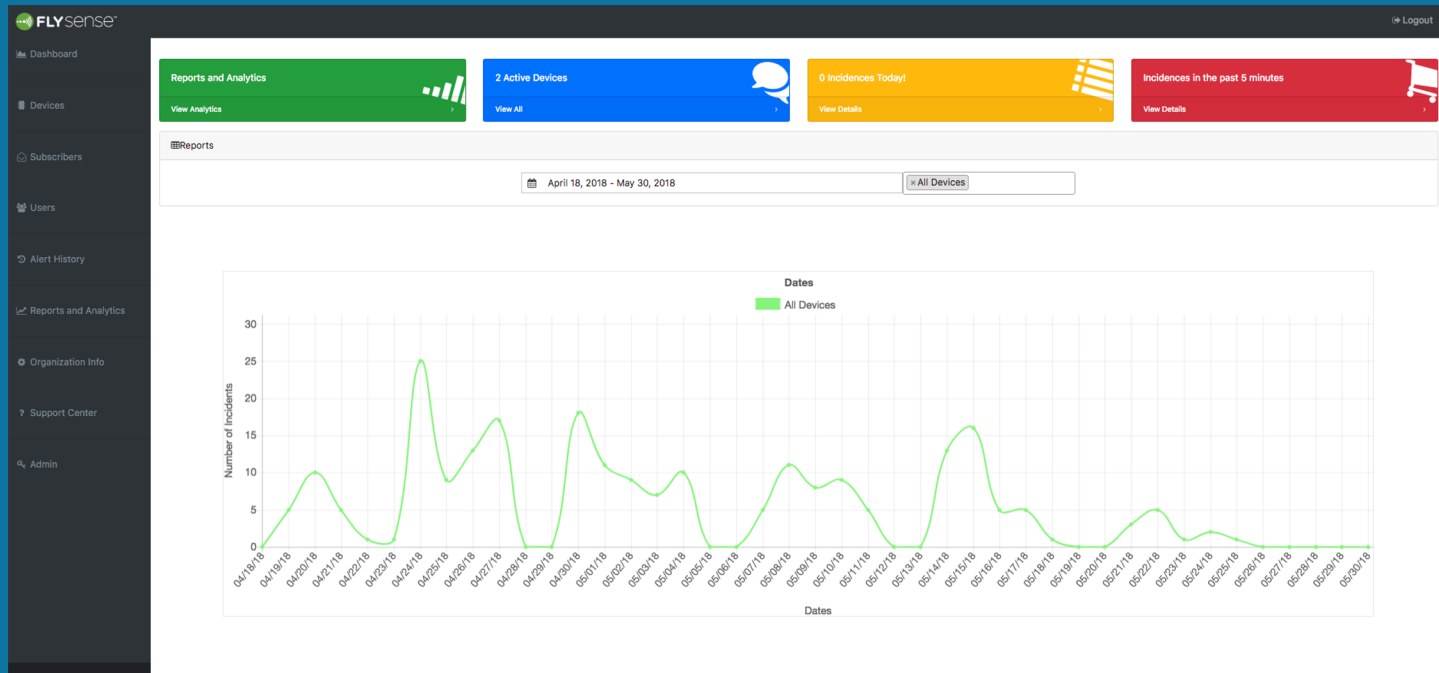 FLYsense™
Logout
Dashboard
Devices
Subscribers
Users
Alert History
Reports and Analytics
Organization Info
? Support Center
Admin
Reports and Analytics
View Analytics ›
2 Active Devices
View All ›
0 Incidences Today!
View Details ›
Incidences in the past 5 minutes
View Details ›
Reports
April 18, 2018 - May 30, 2018
× All Devices
Dates
All Devices
Number of Incidents
30
25
20
15
10
5
0
04/18/18
04/19/18
04/20/18
04/21/18
04/22/18
04/23/18
04/24/18
04/25/18
04/26/18
04/27/18
04/28/18
04/29/18
04/30/18
05/01/18
05/02/18
05/03/18
05/04/18
05/05/18
05/06/18
05/07/18
05/08/18
05/09/18
05/10/18
05/11/18
05/12/18
05/13/18
05/14/18
05/15/18
05/16/18
05/17/18
05/18/18
05/19/18
05/20/18
05/21/18
05/22/18
05/23/18
05/24/18
05/25/18
05/26/18
05/27/18
05/28/18
05/29/18
05/30/18
Dates